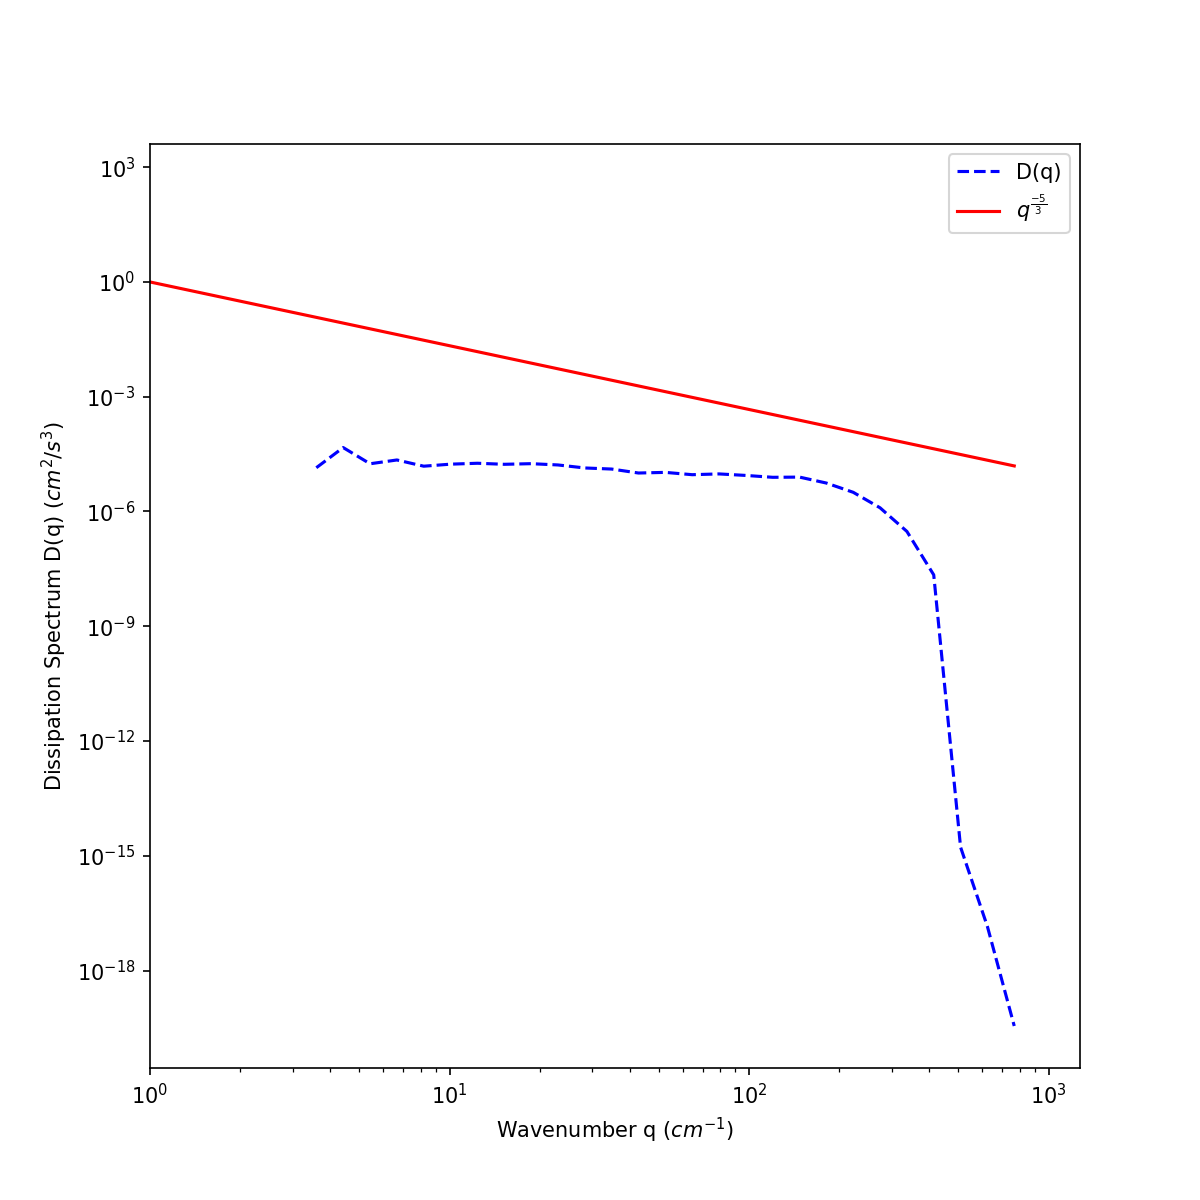 D(q)
q^{\frac{-5}{3}}
10^3
10^0
10^{-3}
10^{-6}
10^{-9}
10^{-12}
10^{-15}
10^{-18}
Dissipation Spectrum D(q) (cm^2/s^3)
10^0 10^1 10^2 10^3
Wavenumber q (cm^{-1})